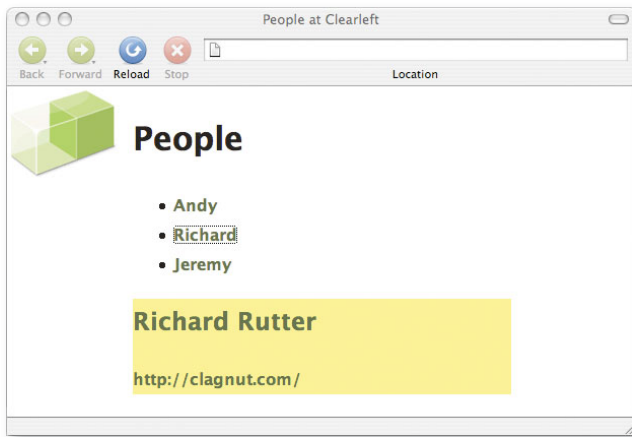 People at Clearleft
Back Forward Reload Stop Location
People
• Andy
• Richard
• Jeremy
Richard Rutter
http://clagnut.com/